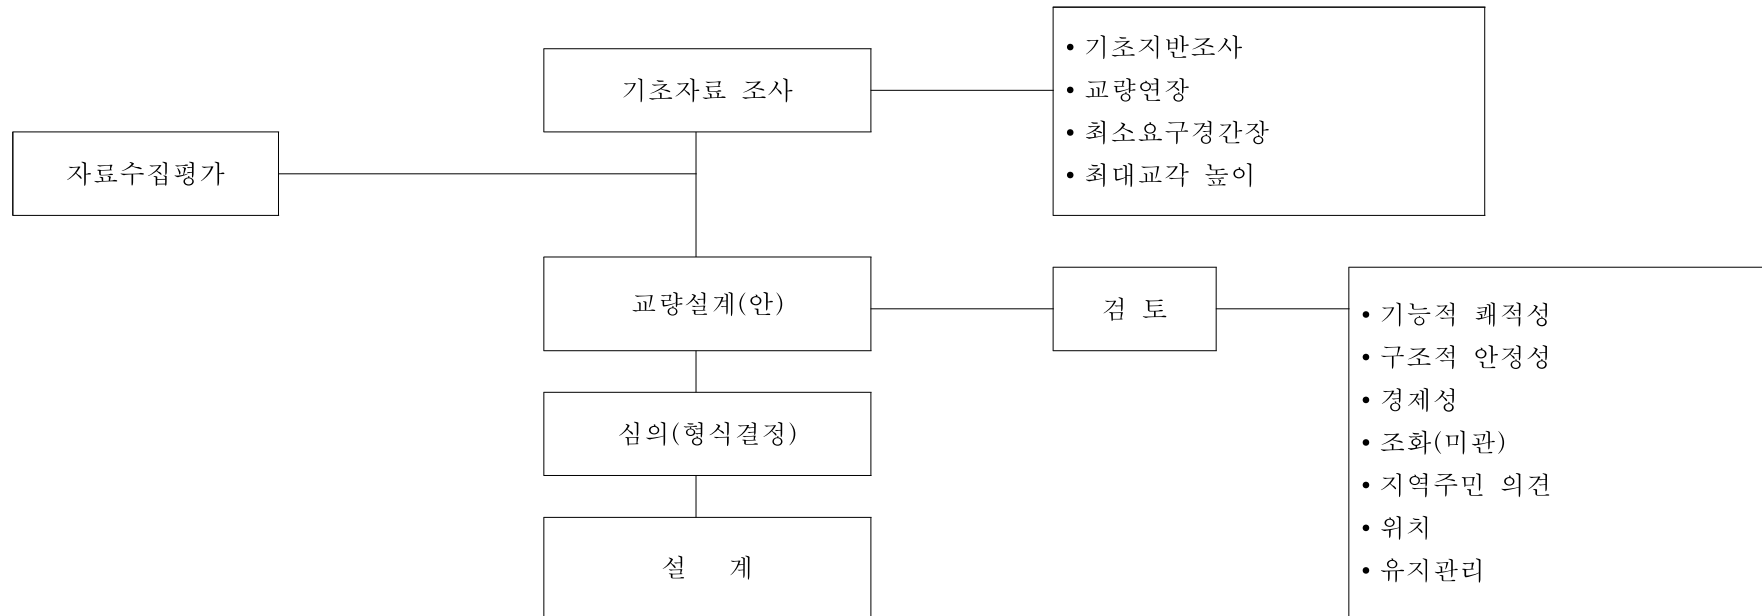 기초자료 조사
• 기초지반조사
• 교량연장
• 최소요구경간장
• 최대교각 높이
자료수집평가
교량설계(안)
검 토
• 기능적 쾌적성
• 구조적 안정성
• 경제성
• 조화(미관)
• 지역주민 의견
• 위치
• 유지관리
심의(형식결정)
설 계